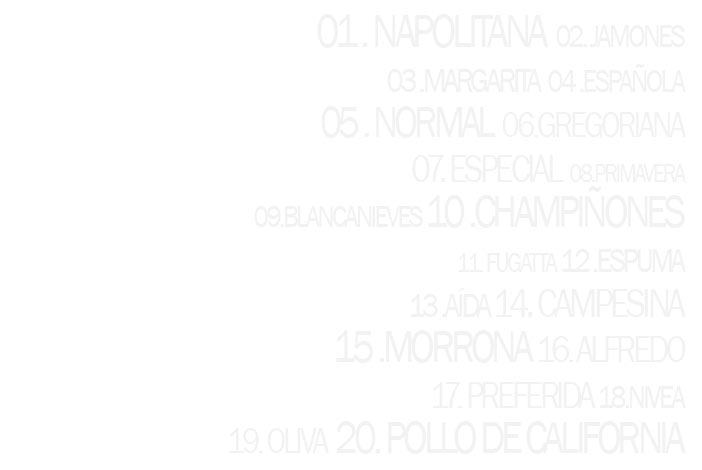 01. NAPOLITANA 02. JAMONES
03 .MARGARITA 04 .ESPAÑOLA
05 . NORMAL 06.GREGORIANA
07. ESPECIAL 08.PRIMAVERA
09.BLANCANIEVES 10 .CHAMPIÑONES
11. FUGATTA 12 .ESPUMA
13 .AÍDA 14. CAMPESINA
15 .MORRONA 16. ALFREDO
17. PREFERIDA 18.NIVEA
19. OLIVA 20. POLLO DE CALIFORNIA